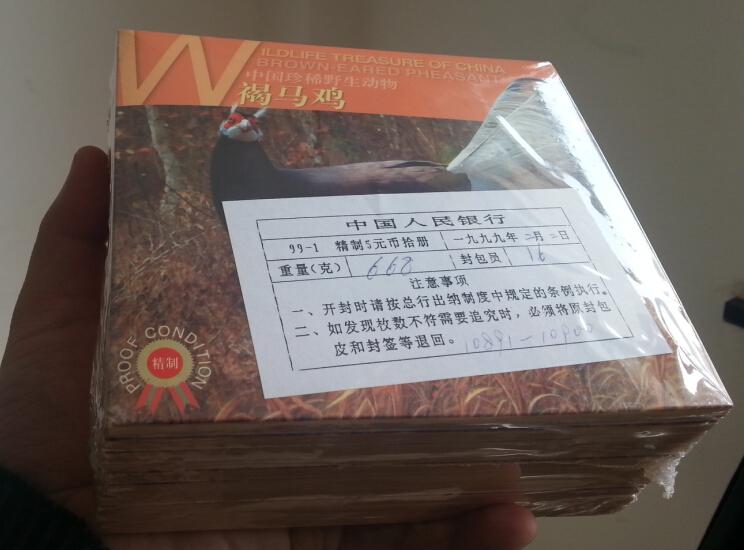 WILDLIFE TREASURE OF CHINA
BROWN-EARED PHEASANT
中国珍稀野生动物
褐马鸡
中国人民银行
99-1 精制5元币拾册 一九九九年二月二日
重量(克) 668 封包员 16
注意事项
一、开封时请按总行出纳制度中规定的条例执行。
二、如发现枚数不符需要追究时，必须将原封包
皮和封签等退回。10891-10900
PROOF CONDITION
精制